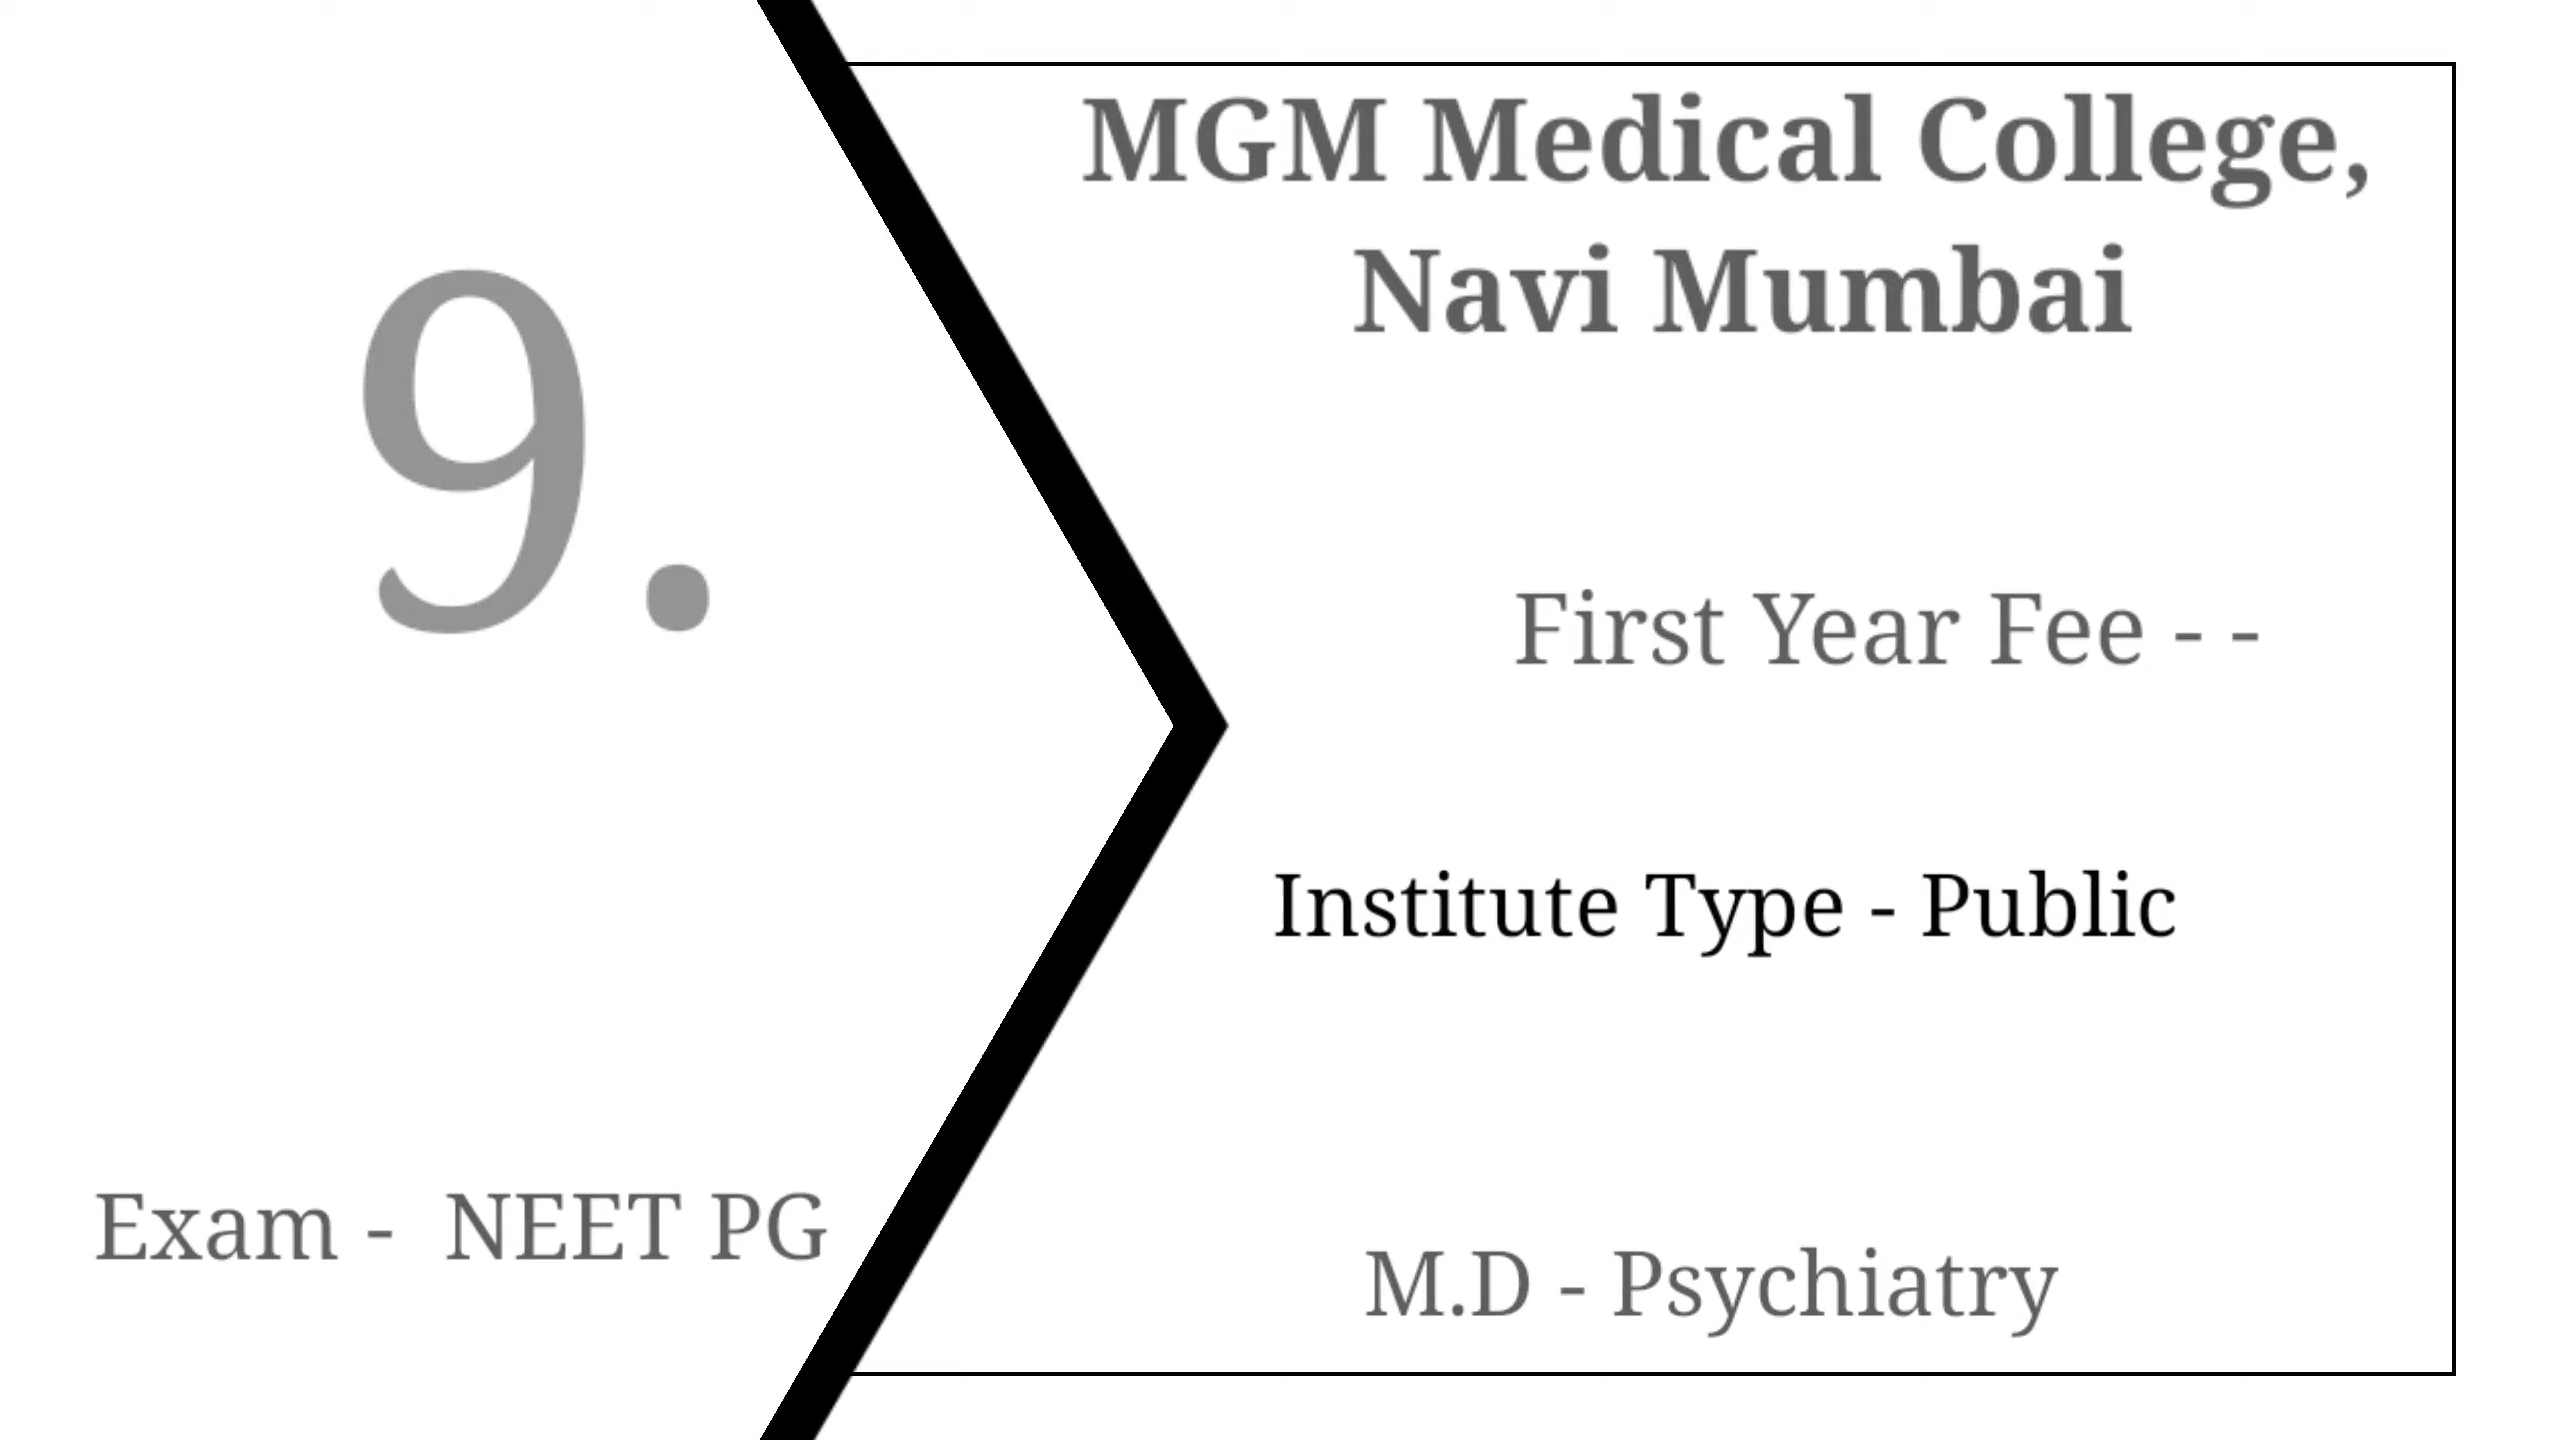 9.
Exam - NEET PG
MGM Medical College,
Navi Mumbai
First Year Fee - -
Institute Type - Public
M.D - Psychiatry